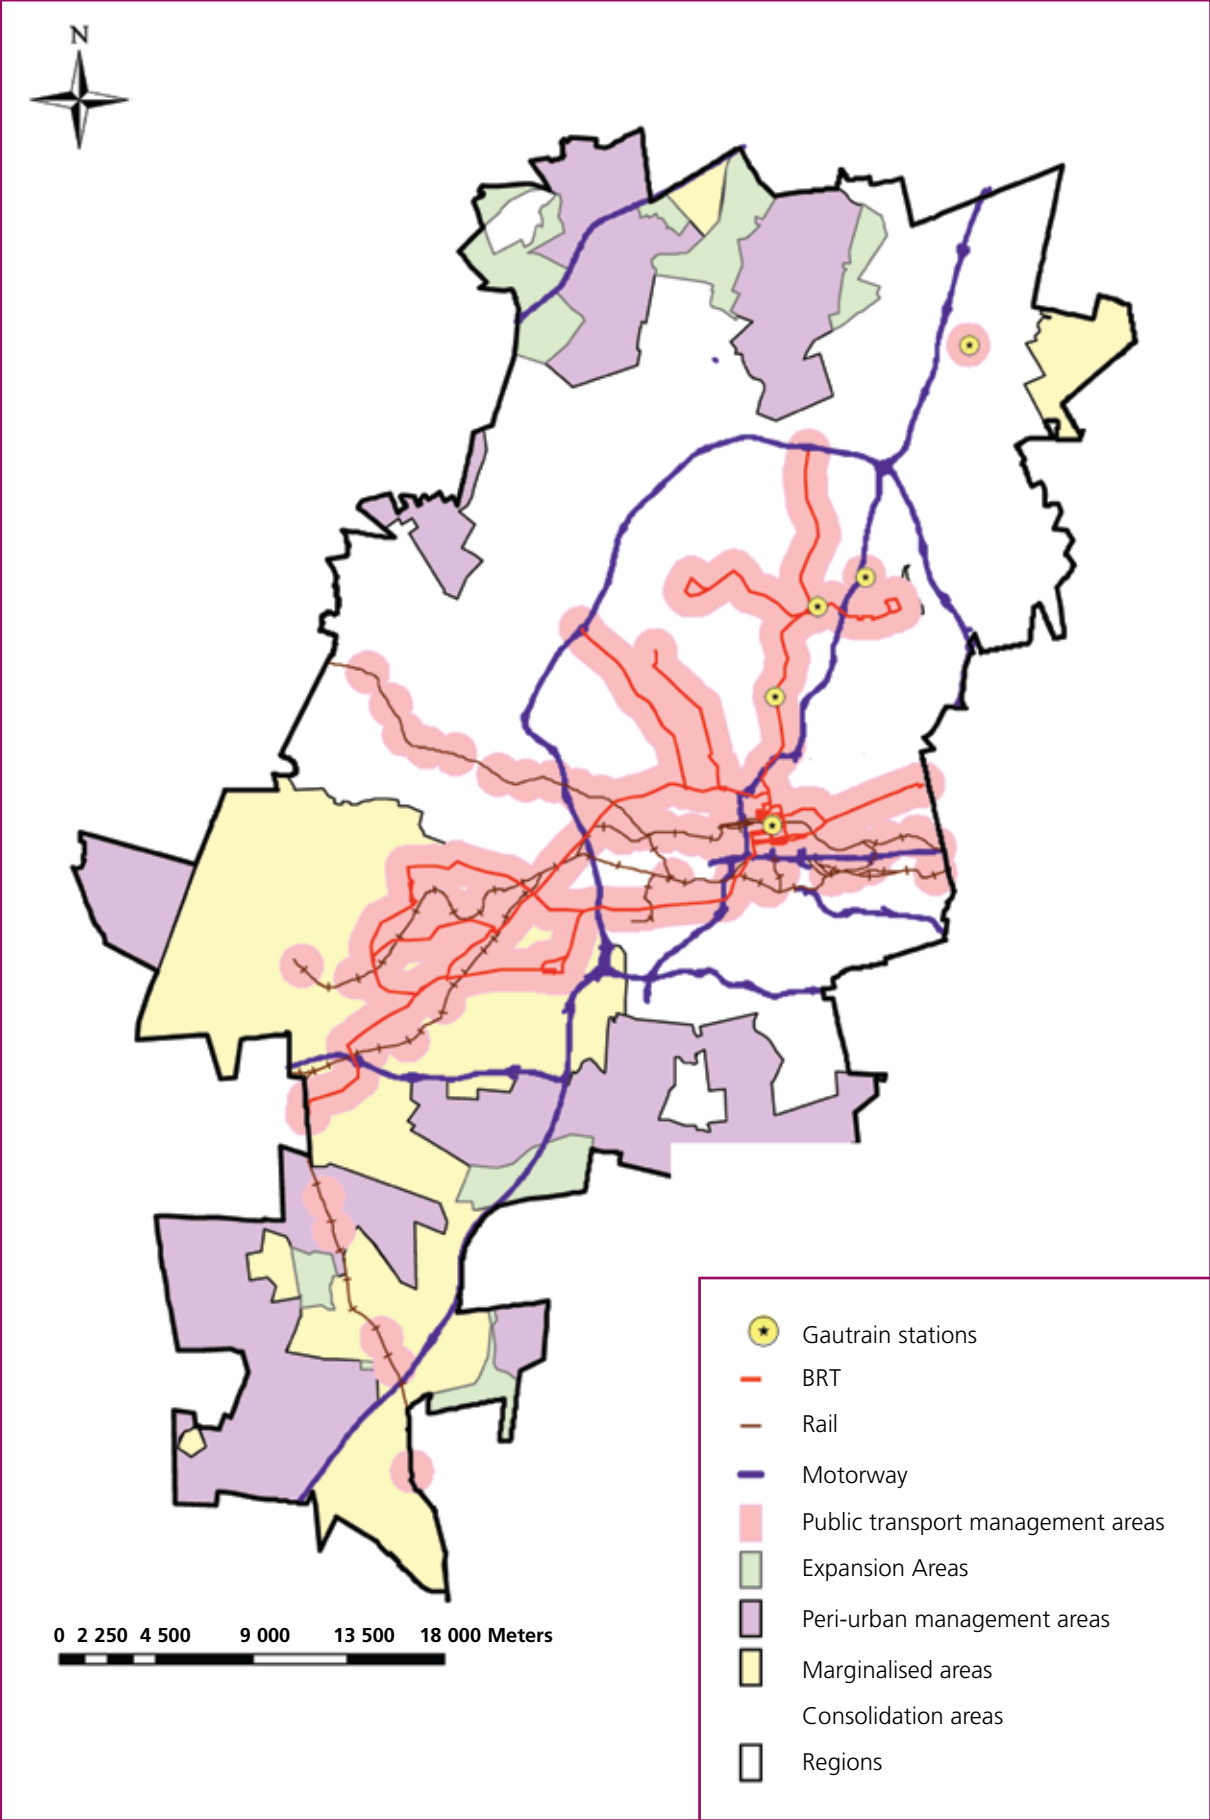 N
Gautrain stations
BRT
Rail
Motorway
Public transport management areas
Expansion Areas
Peri-urban management areas
Marginalised areas
Consolidation areas
Regions
0 2 250 4 500 9 000 13 500 18 000 Meters